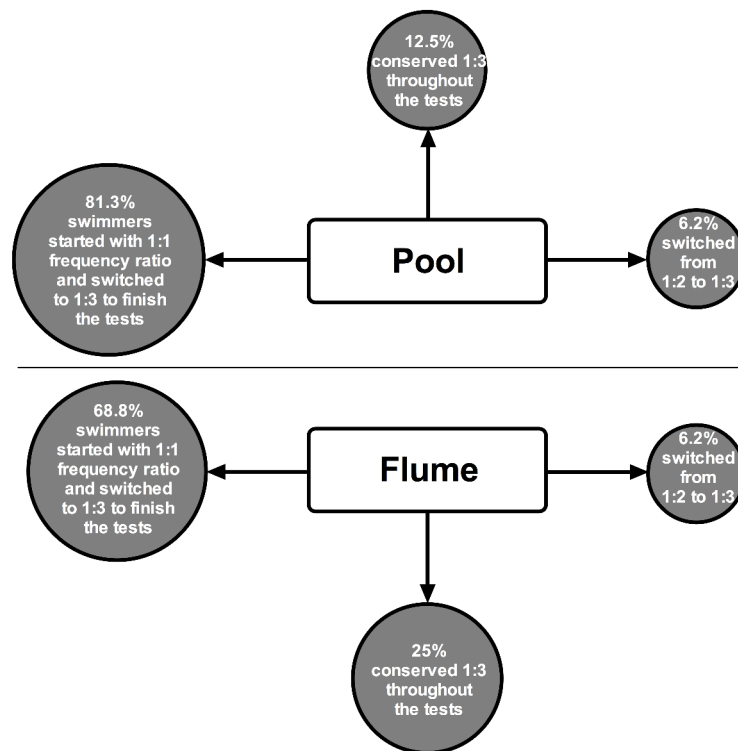 12.5%
conserved 1:3
throughout
the tests
81.3%
swimmers
started with 1:1
frequency ratio
and switched
to 1:3 to finish
the tests
Pool
6.2%
switched
from
1:2 to 1:3
68.8%
swimmers
started with 1:1
frequency ratio
and switched
to 1:3 to finish
the tests
Flume
6.2%
switched
from
1:2 to 1:3
25%
conserved 1:3
throughout
the tests